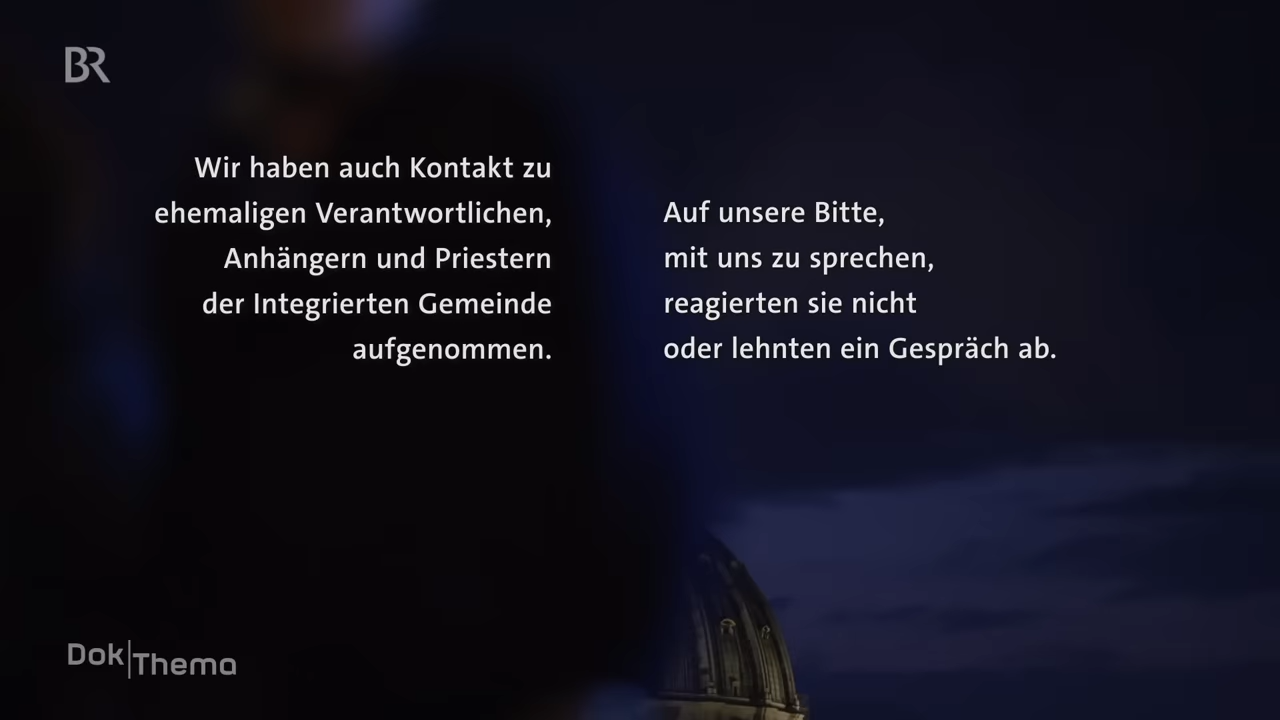 BR
Wir haben auch Kontakt zu
ehemaligen Verantwortlichen,
Anhängern und Priestern
der Integrierten Gemeinde
aufgenommen.
Auf unsere Bitte,
mit uns zu sprechen,
reagierten sie nicht
oder lehnten ein Gespräch ab.
Dok|Thema